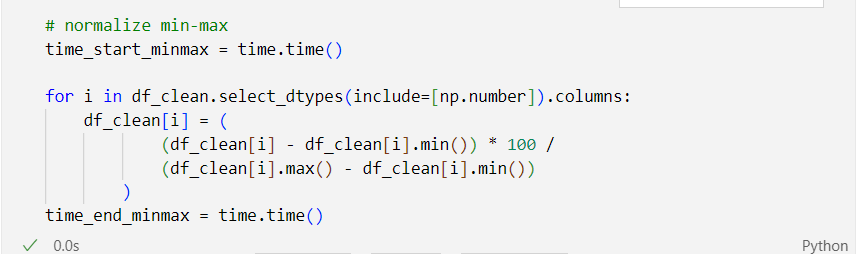 # normalize min-max
time_start_minmax = time.time()
for i in df_clean.select_dtypes(include=[np.number]).columns:
df_clean[i] = (
(df_clean[i] - df_clean[i].min()) * 100 /
(df_clean[i].max() - df_clean[i].min())
)
time_end_minmax = time.time()
0.0s
Python